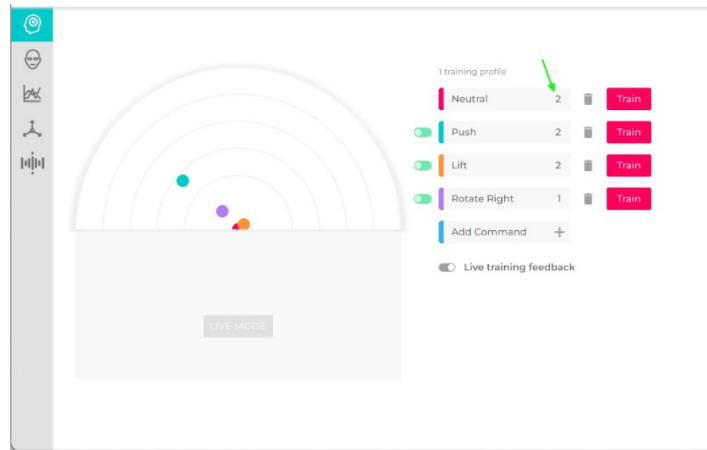 1 training profile
Neutral 2 Train
Push 2 Train
Lift 2 Train
Rotate Right 1 Train
Add Command +
Live training feedback
LIVE MODE